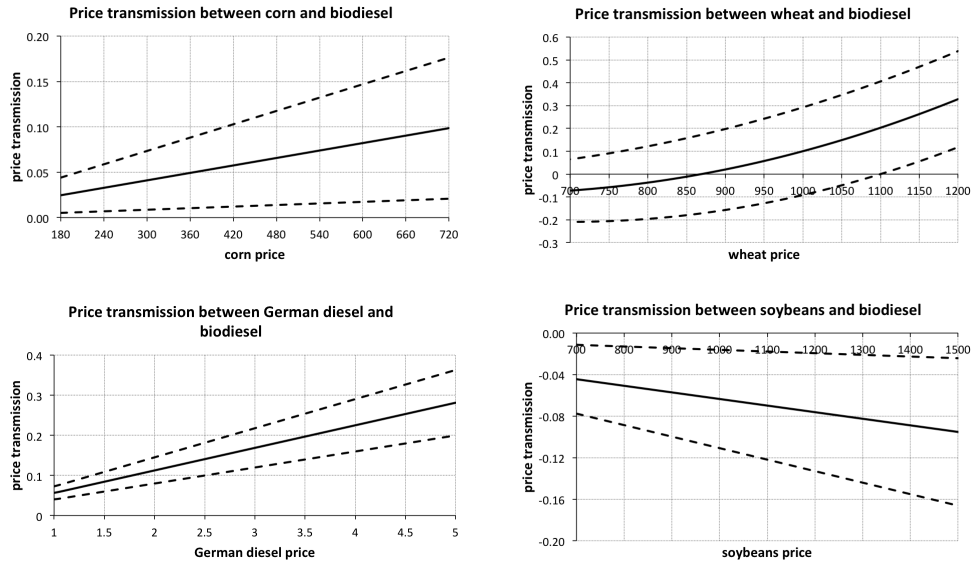 Price transmission between corn and biodiesel
0.20
0.15
0.10
0.05
0.00
price transmission
180 240 300 360 420 480 540 600 660 720
corn price
Price transmission between wheat and biodiesel
0.6
0.5
0.4
0.3
0.2
0.1
0
-0.1
-0.2
-0.3
price transmission
700 750 800 850 900 950 1000 1050 1100 1150 1200
wheat price
Price transmission between German diesel and
biodiesel
0.4
0.3
0.2
0.1
0
price transmission
1 1.5 2 2.5 3 3.5 4 4.5 5
German diesel price
Price transmission between soybeans and biodiesel
0.00
-0.04
-0.08
-0.12
-0.16
-0.20
price transmission
700 800 900 1000 1100 1200 1300 1400 1500
soybeans price